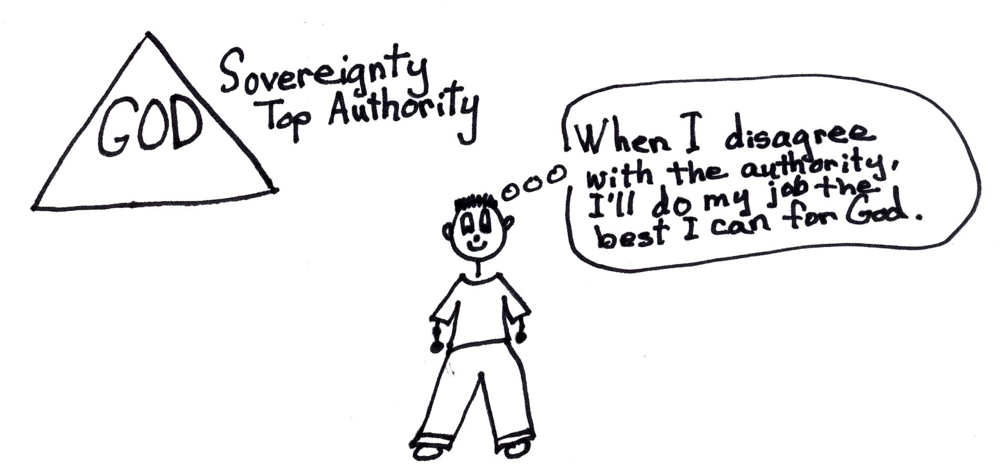 GOD
Sovereignty
Top Authority
When I disagree
with the authority,
I'll do my job the
best I can for God.